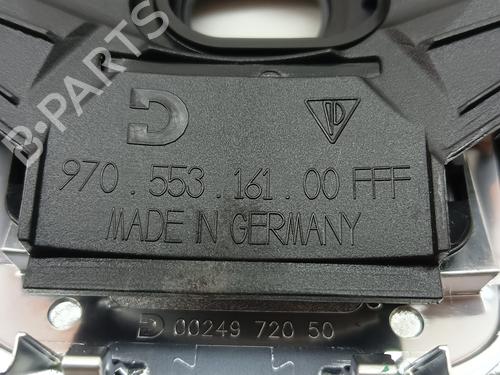 B-PARTS
970.553.161.00 FFF
MADE IN GERMANY
D 00249 720 50